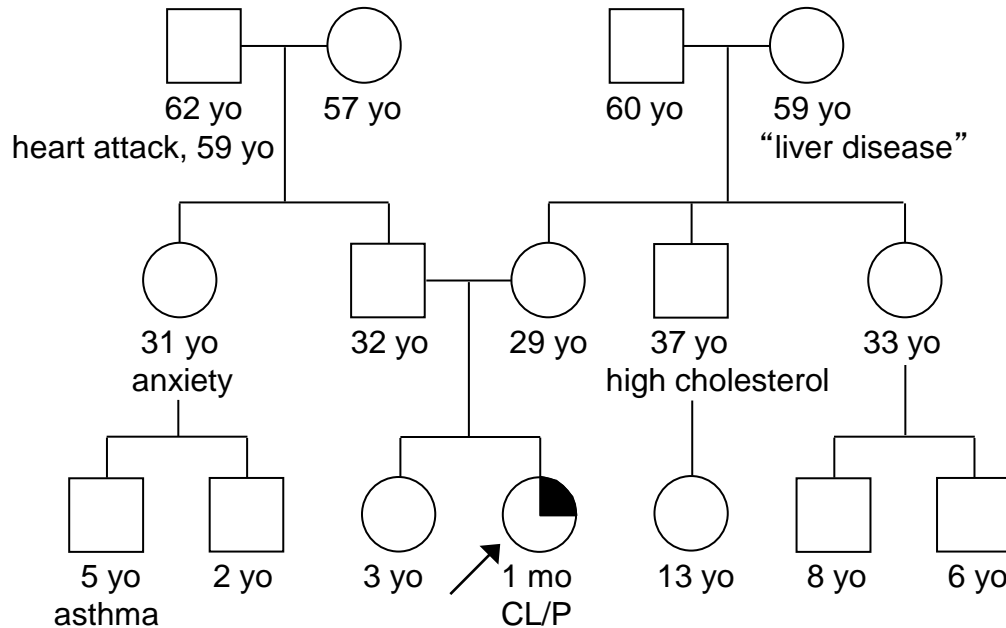 62 yo
heart attack, 59 yo
57 yo
60 yo
59 yo
“liver disease”
31 yo
anxiety
32 yo
29 yo
37 yo
high cholesterol
33 yo
5 yo
asthma
2 yo
3 yo
1 mo
CL/P
13 yo
8 yo
6 yo